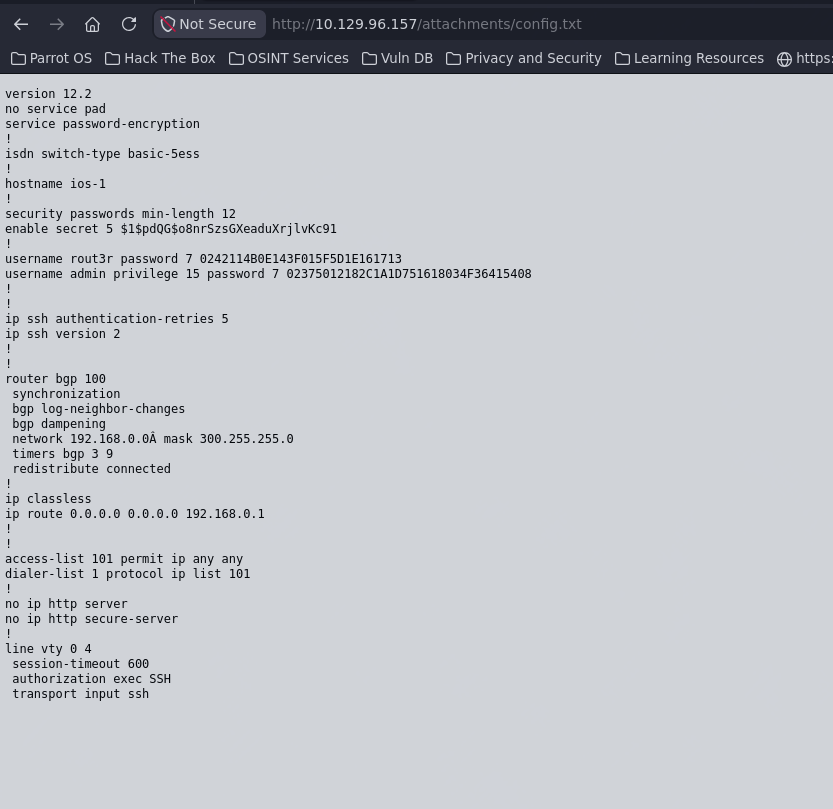 Not Secure http://10.129.96.157/attachments/config.txt
Parrot OS Hack The Box OSINT Services Vuln DB Privacy and Security Learning Resources https:
version 12.2
no service pad
service password-encryption
!
isdn switch-type basic-5ess
!
hostname ios-1
!
security passwords min-length 12
enable secret 5 $1$pdQG$o8nrSzsGXeaduXrjlvKc91
!
username rout3r password 7 0242114B0E143F015F5D1E161713
username admin privilege 15 password 7 02375012182C1A1D751618034F36415408
!
!
ip ssh authentication-retries 5
ip ssh version 2
!
!
router bgp 100
 synchronization
 bgp log-neighbor-changes
 bgp dampening
 network 192.168.0.0Â mask 300.255.255.0
 timers bgp 3 9
 redistribute connected
!
ip classless
ip route 0.0.0.0 0.0.0.0 192.168.0.1
!
!
access-list 101 permit ip any any
dialer-list 1 protocol ip list 101
!
no ip http server
no ip http secure-server
!
line vty 0 4
 session-timeout 600
 authorization exec SSH
 transport input ssh